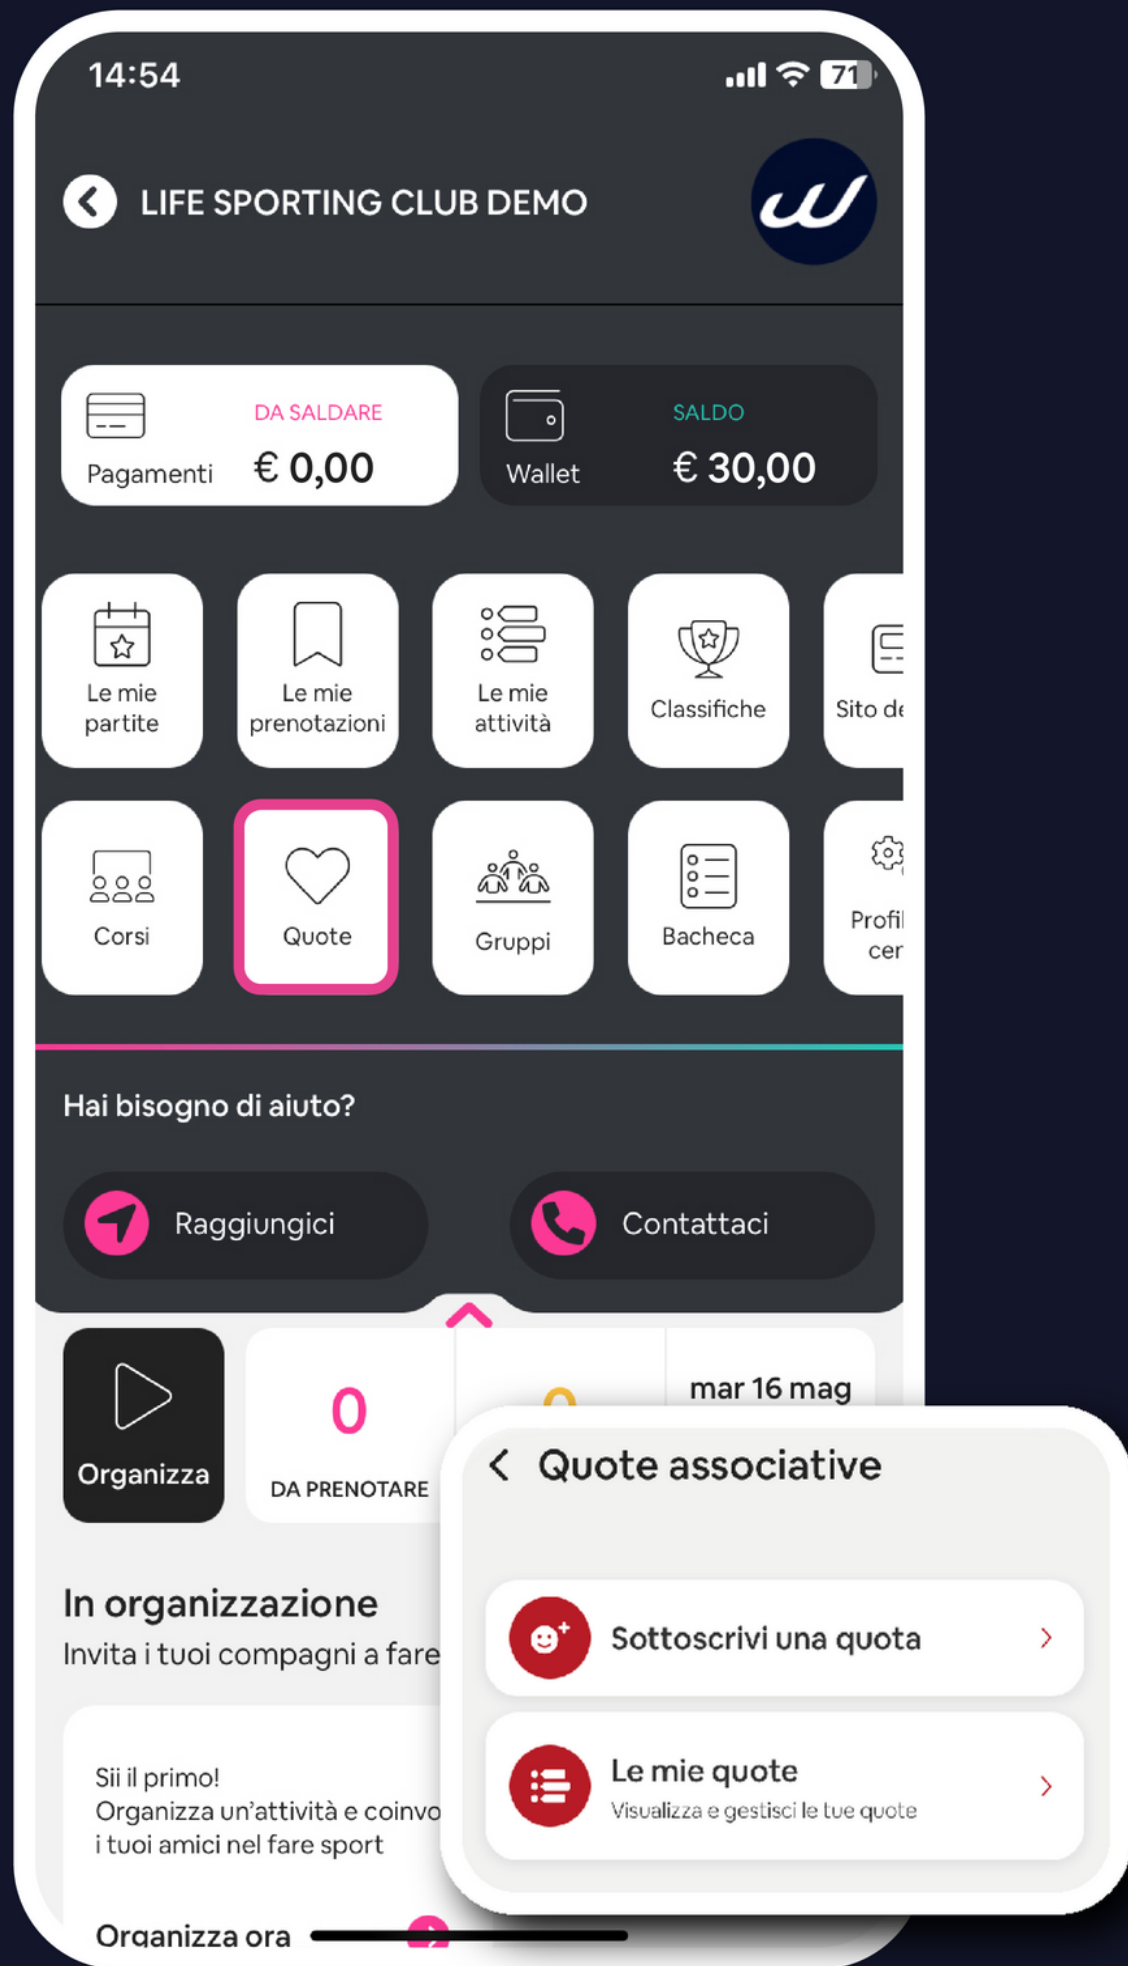 14:54
71
LIFE SPORTING CLUB DEMO
DA SALDARE
Pagamenti
€ 0,00
SALDO
Wallet
€ 30,00
Le mie
partite
Le mie
prenotazioni
Le mie
attività
Classifiche
Sito de
Corsi
Quote
Gruppi
Bacheca
Profil
cer
Hai bisogno di aiuto?
Raggiungici
Contattaci
Organizza
0
DA PRENOTARE
mar 16 mag
In organizzazione
Invita i tuoi compagni a fare
Sii il primo!
Organizza un'attività e coinvo
i tuoi amici nel fare sport
Organizza ora
Quote associative
Sottoscrivi una quota
Le mie quote
Visualizza e gestisci le tue quote